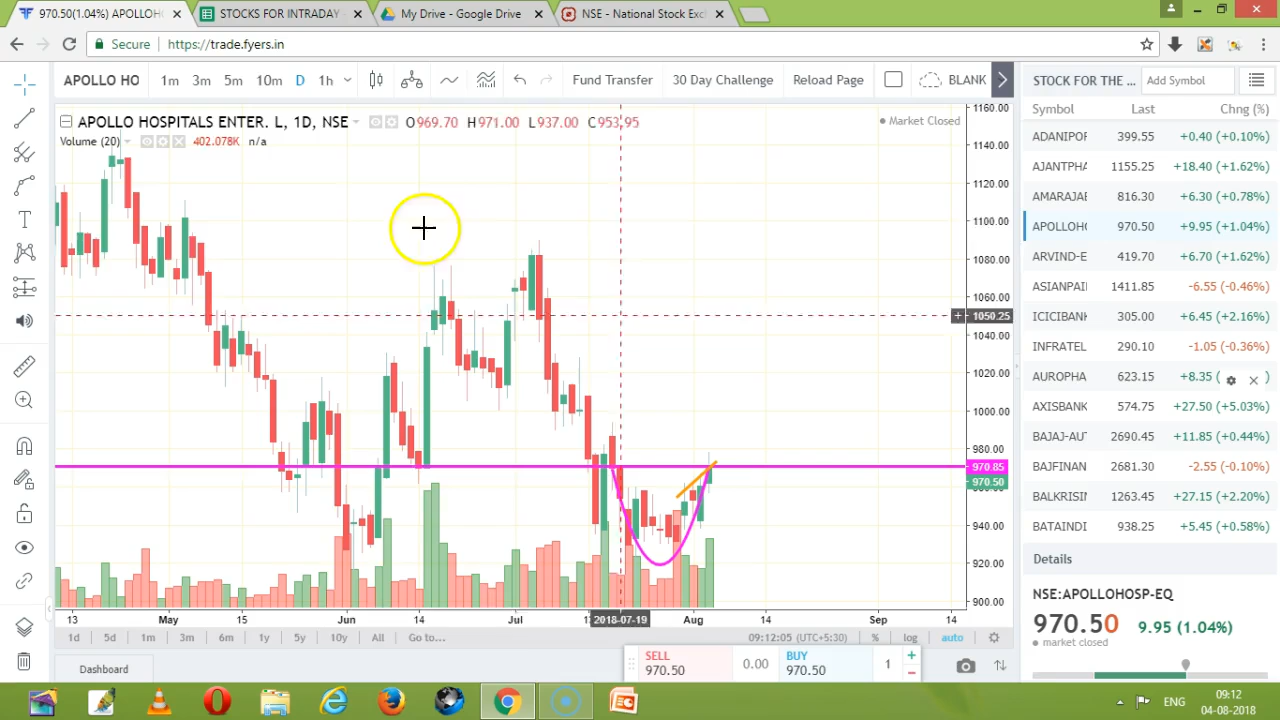 970.50(1.04%) APOLLOH
STOCKS FOR INTRADAY
My Drive - Google Drive
NSE - National Stock Exc
Secure
https://trade.fyers.in
APOLLO HO
1m 3m 5m 10m D 1h
Fund Transfer
30 Day Challenge
Reload Page
BLANK
STOCK FOR THE ...
Add Symbol
APOLLO HOSPITALS ENTER. L, 1D, NSE O969.70 H971.00 L937.00 C953.95
Market Closed
Volume (20) 402.078K n/a
Symbol Last Chng (%)
ADANIPOF 399.55 +0.40 (+0.10%)
AJANTPHA 1155.25 +18.40 (+1.62%)
AMARAJAE 816.30 +6.30 (+0.78%)
APOLLOHC 970.50 +9.95 (+1.04%)
ARVIND-E 419.70 +6.70 (+1.62%)
ASIANPAI 1411.85 -6.55 (-0.46%)
ICICIBANK 305.00 +6.45 (+2.16%)
INFRATEL 290.10 -1.05 (-0.36%)
AUROPHA 623.15 +8.35 (
AXISBANK 574.75 +27.50 (+5.03%)
BAJAJ-AUT 2690.45 +11.85 (+0.44%)
BAJFINAN 2681.30 -2.55 (-0.10%)
BALKRISIN 1263.45 +27.15 (+2.20%)
BATAINDI 938.25 +5.45 (+0.58%)
1160.00
1140.00
1120.00
1100.00
1080.00
1060.00
1050.25
1040.00
1020.00
1000.00
980.00
970.85
970.50
940.00
920.00
900.00
13 May 15 Jun 14 Jul 2018-07-19 Aug 14 Sep 14
1d 5d 1m 3m 6m 1y 5y 10y All Go to...
09:12:05 (UTC+5:30) % log auto
Details
NSE:APOLLOHOSP-EQ
970.50 9.95 (1.04%)
market closed
Dashboard
SELL
970.50
0.00
BUY
970.50
1
ENG
09:12
04-08-2018